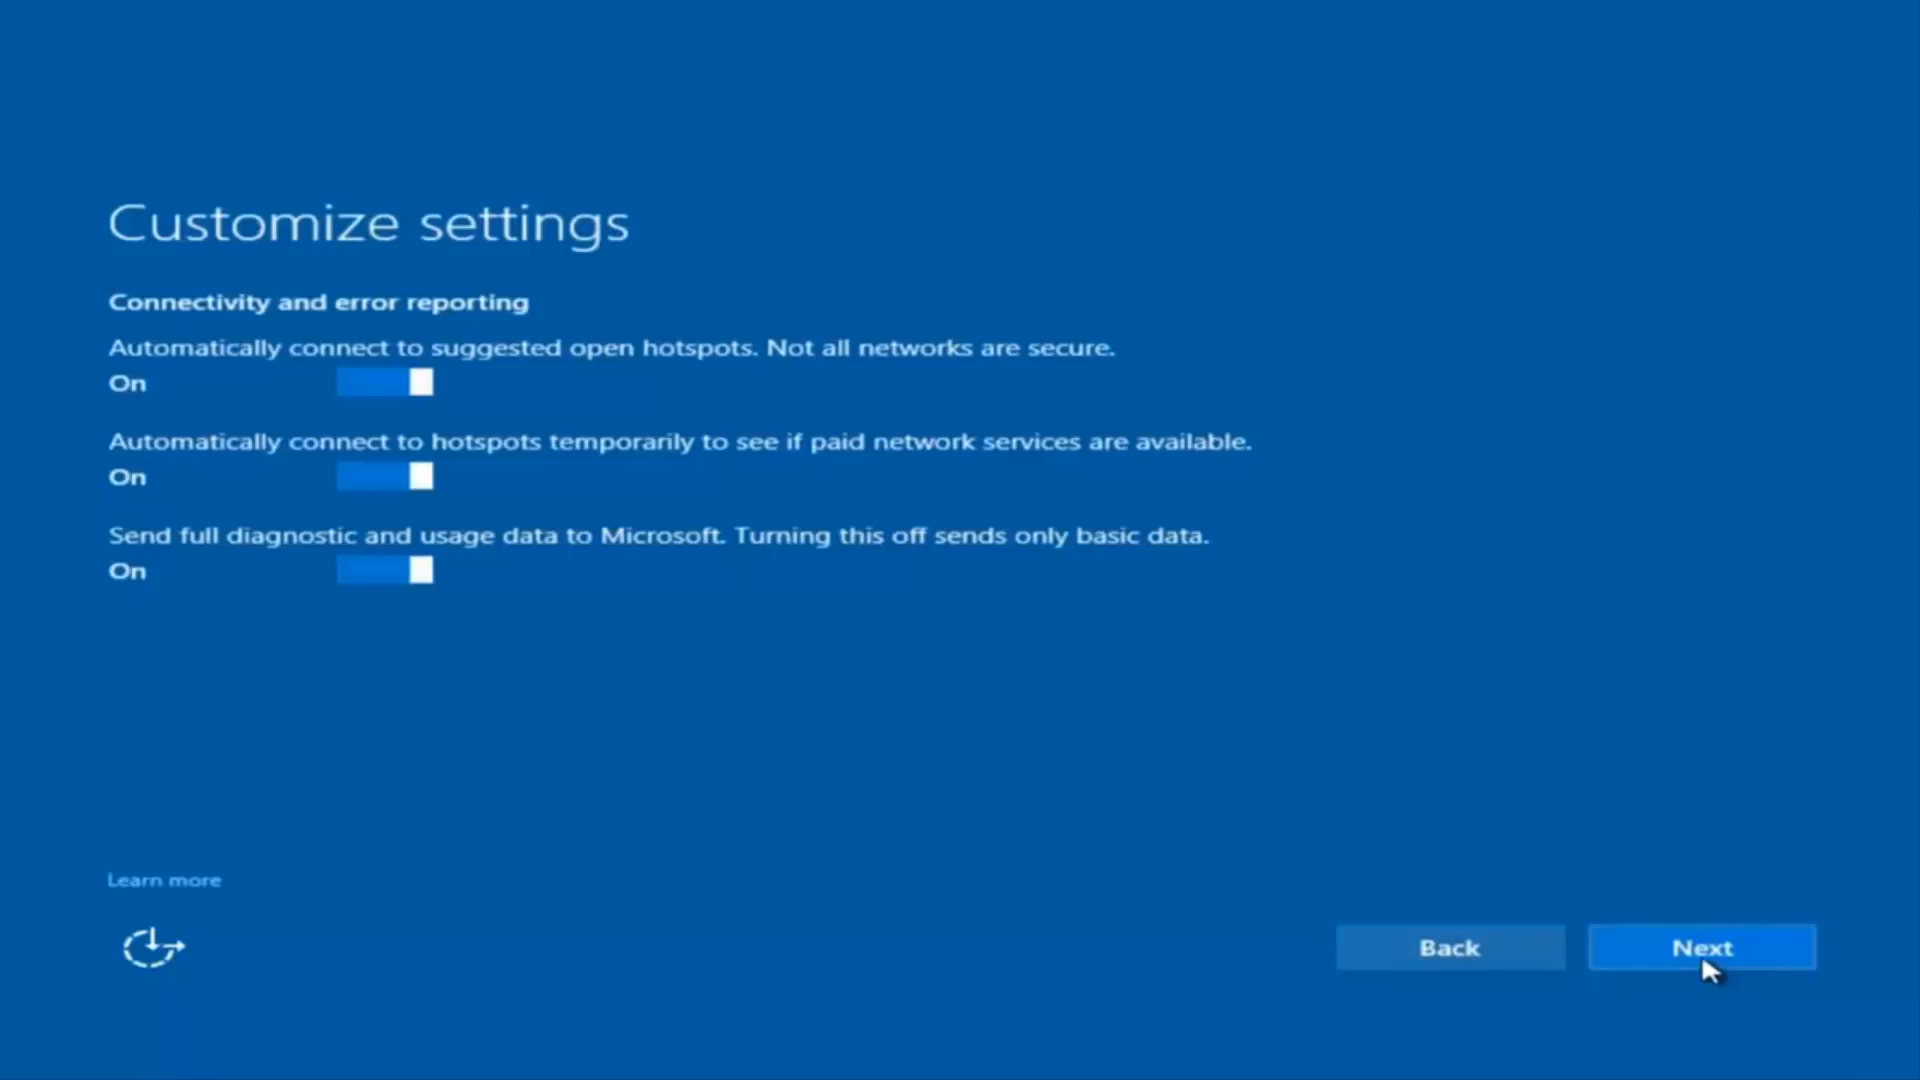 Customize settings
Connectivity and error reporting
Automatically connect to suggested open hotspots. Not all networks are secure.
On
Automatically connect to hotspots temporarily to see if paid network services are available.
On
Send full diagnostic and usage data to Microsoft. Turning this off sends only basic data.
On
Learn more
Back
Next